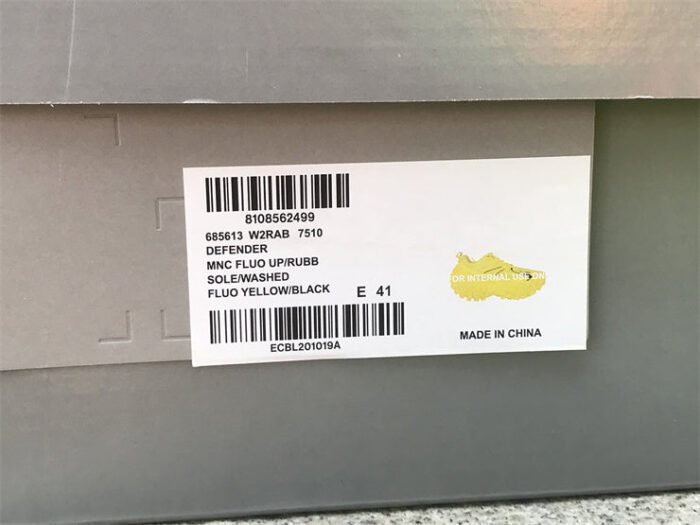 8108562499
685613 W2RAB 7510
DEFENDER
MNC FLUO UP/RUBB
SOLE/WASHED
FLUO YELLOW/BLACK E 41
FOR INTERNAL USE ON
ECBL201019A
MADE IN CHINA